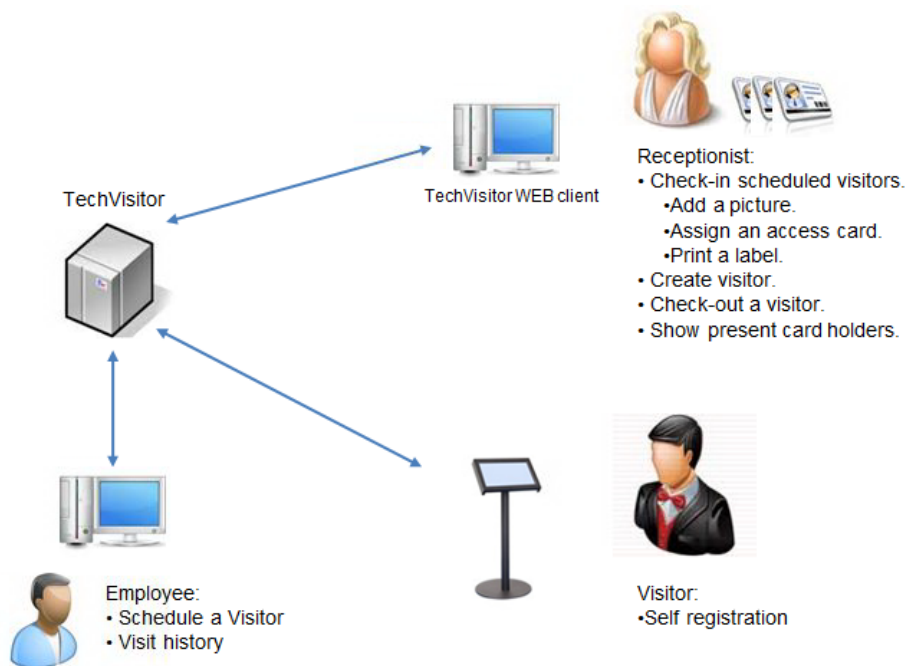 TechVisitor
TechVisitor WEB client
Receptionist:
• Check-in scheduled visitors.
•Add a picture.
•Assign an access card.
•Print a label.
• Create visitor.
• Check-out a visitor.
• Show present card holders.
Employee:
• Schedule a Visitor
• Visit history
Visitor:
•Self registration